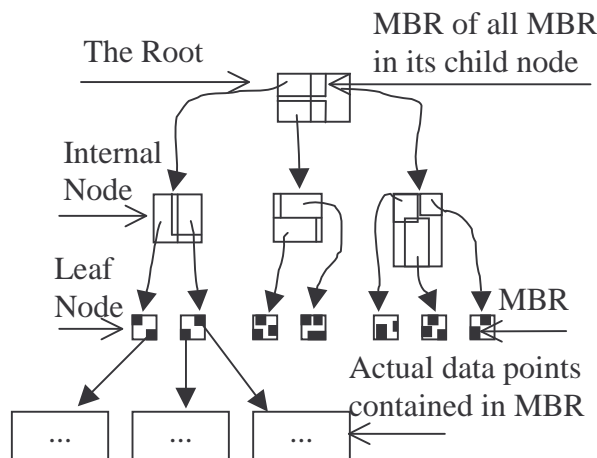 The Root
MBR of all MBR
in its child node
Internal
Node
Leaf
Node
MBR
Actual data points
contained in MBR
...
...
...